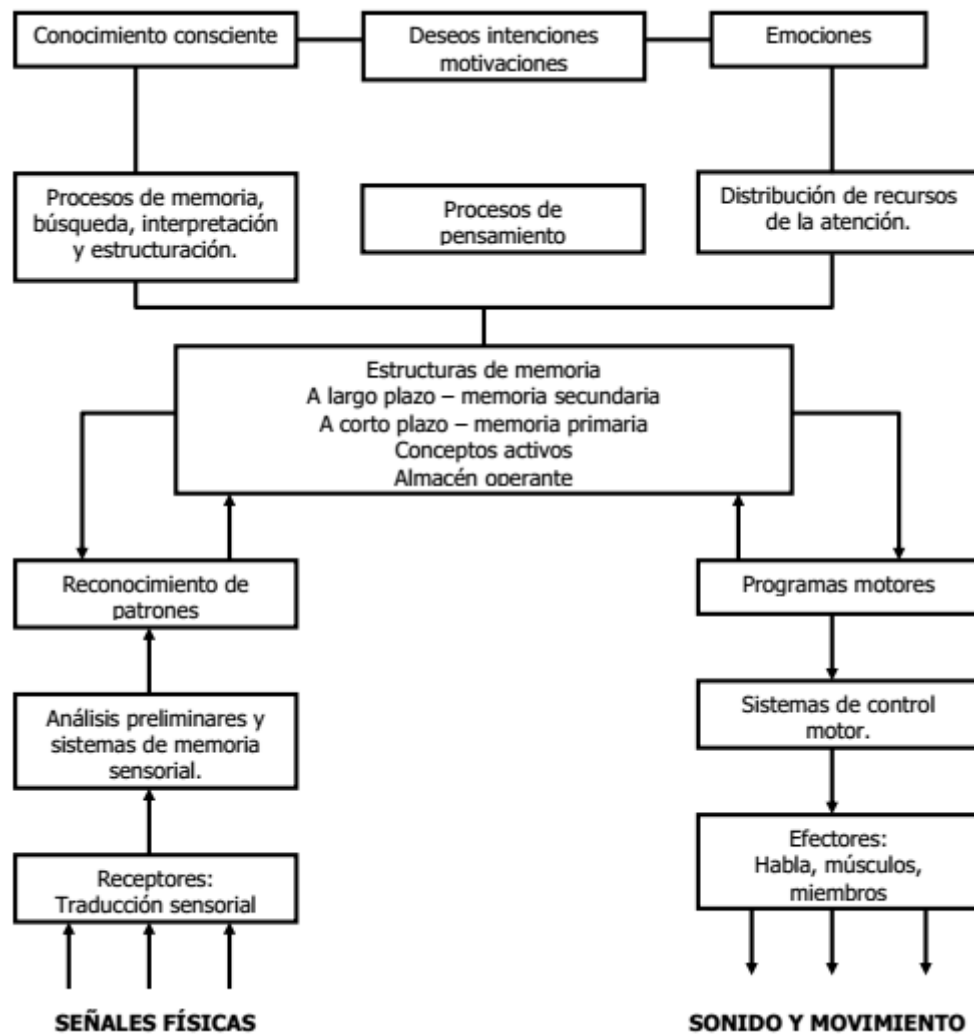 Conocimiento consciente
Deseos intenciones
motivaciones
Emociones
Procesos de memoria,
búsqueda, interpretación
y estructuración.
Procesos de
pensamiento
Distribución de recursos
de la atención.
Estructuras de memoria
A largo plazo – memoria secundaria
A corto plazo – memoria primaria
Conceptos activos
Almacén operante
Reconocimiento de
patrones
Programas motores
Análisis preliminares y
sistemas de memoria
sensorial.
Sistemas de control
motor.
Receptores:
Traducción sensorial
Efectores:
Habla, músculos,
miembros
SEÑALES FÍSICAS
SONIDO Y MOVIMIENTO